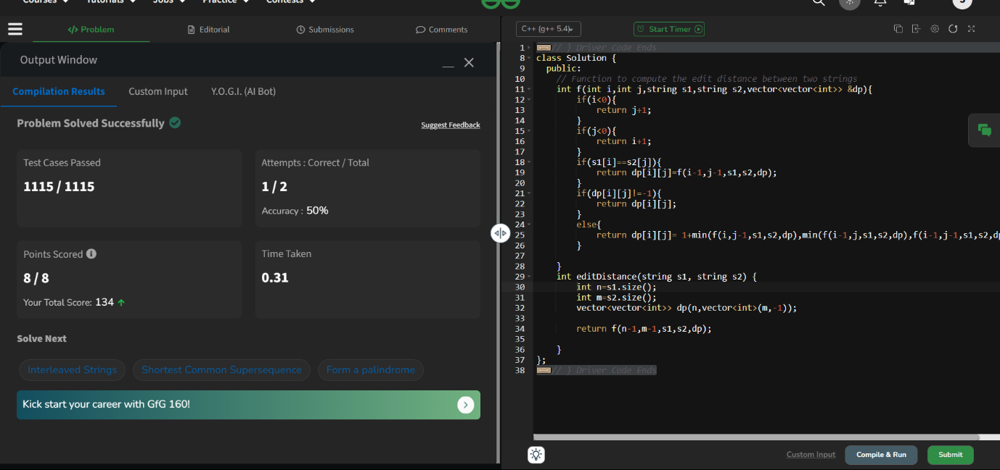 Courses Tutorials Jobs Practice Contests
Problem Editorial Submissions Comments
Output Window
Compilation Results Custom Input Y.O.G.I. (AI Bot)
Problem Solved Successfully
Suggest Feedback
Test Cases Passed
1115 / 1115
Attempts : Correct / Total
1 / 2
Accuracy : 50%
Points Scored
8 / 8
Your Total Score: 134
Time Taken
0.31
Solve Next
Interleaved Strings Shortest Common Supersequence Form a palindrome
Kick start your career with GfG 160!
C++ (g++ 5.4) Start Timer
1 // } Driver Code Ends
8 class Solution {
9 public:
10 // Function to compute the edit distance between two strings
11 int f(int i,int j,string s1,string s2,vector<vector<int>> &dp){
12 if(i<0){
13 return j+1;
14 }
15 if(j<0){
16 return i+1;
17 }
18 if(s1[i]==s2[j]){
19 return dp[i][j]=f(i-1,j-1,s1,s2,dp);
20 }
21 if(dp[i][j]!=-1){
22 return dp[i][j];
23 }
24 else{
25 return dp[i][j]= 1+min(f(i,j-1,s1,s2,dp),min(f(i-1,j,s1,s2,dp),f(i-1,j-1,s1,s2,dp
26 }
27
28 }
29 int editDistance(string s1, string s2) {
30 int n=s1.size();
31 int m=s2.size();
32 vector<vector<int>> dp(n,vector<int>(m,-1));
33
34 return f(n-1,m-1,s1,s2,dp);
35
36 }
37 };
38 // } Driver Code Ends
Custom Input Compile & Run Submit